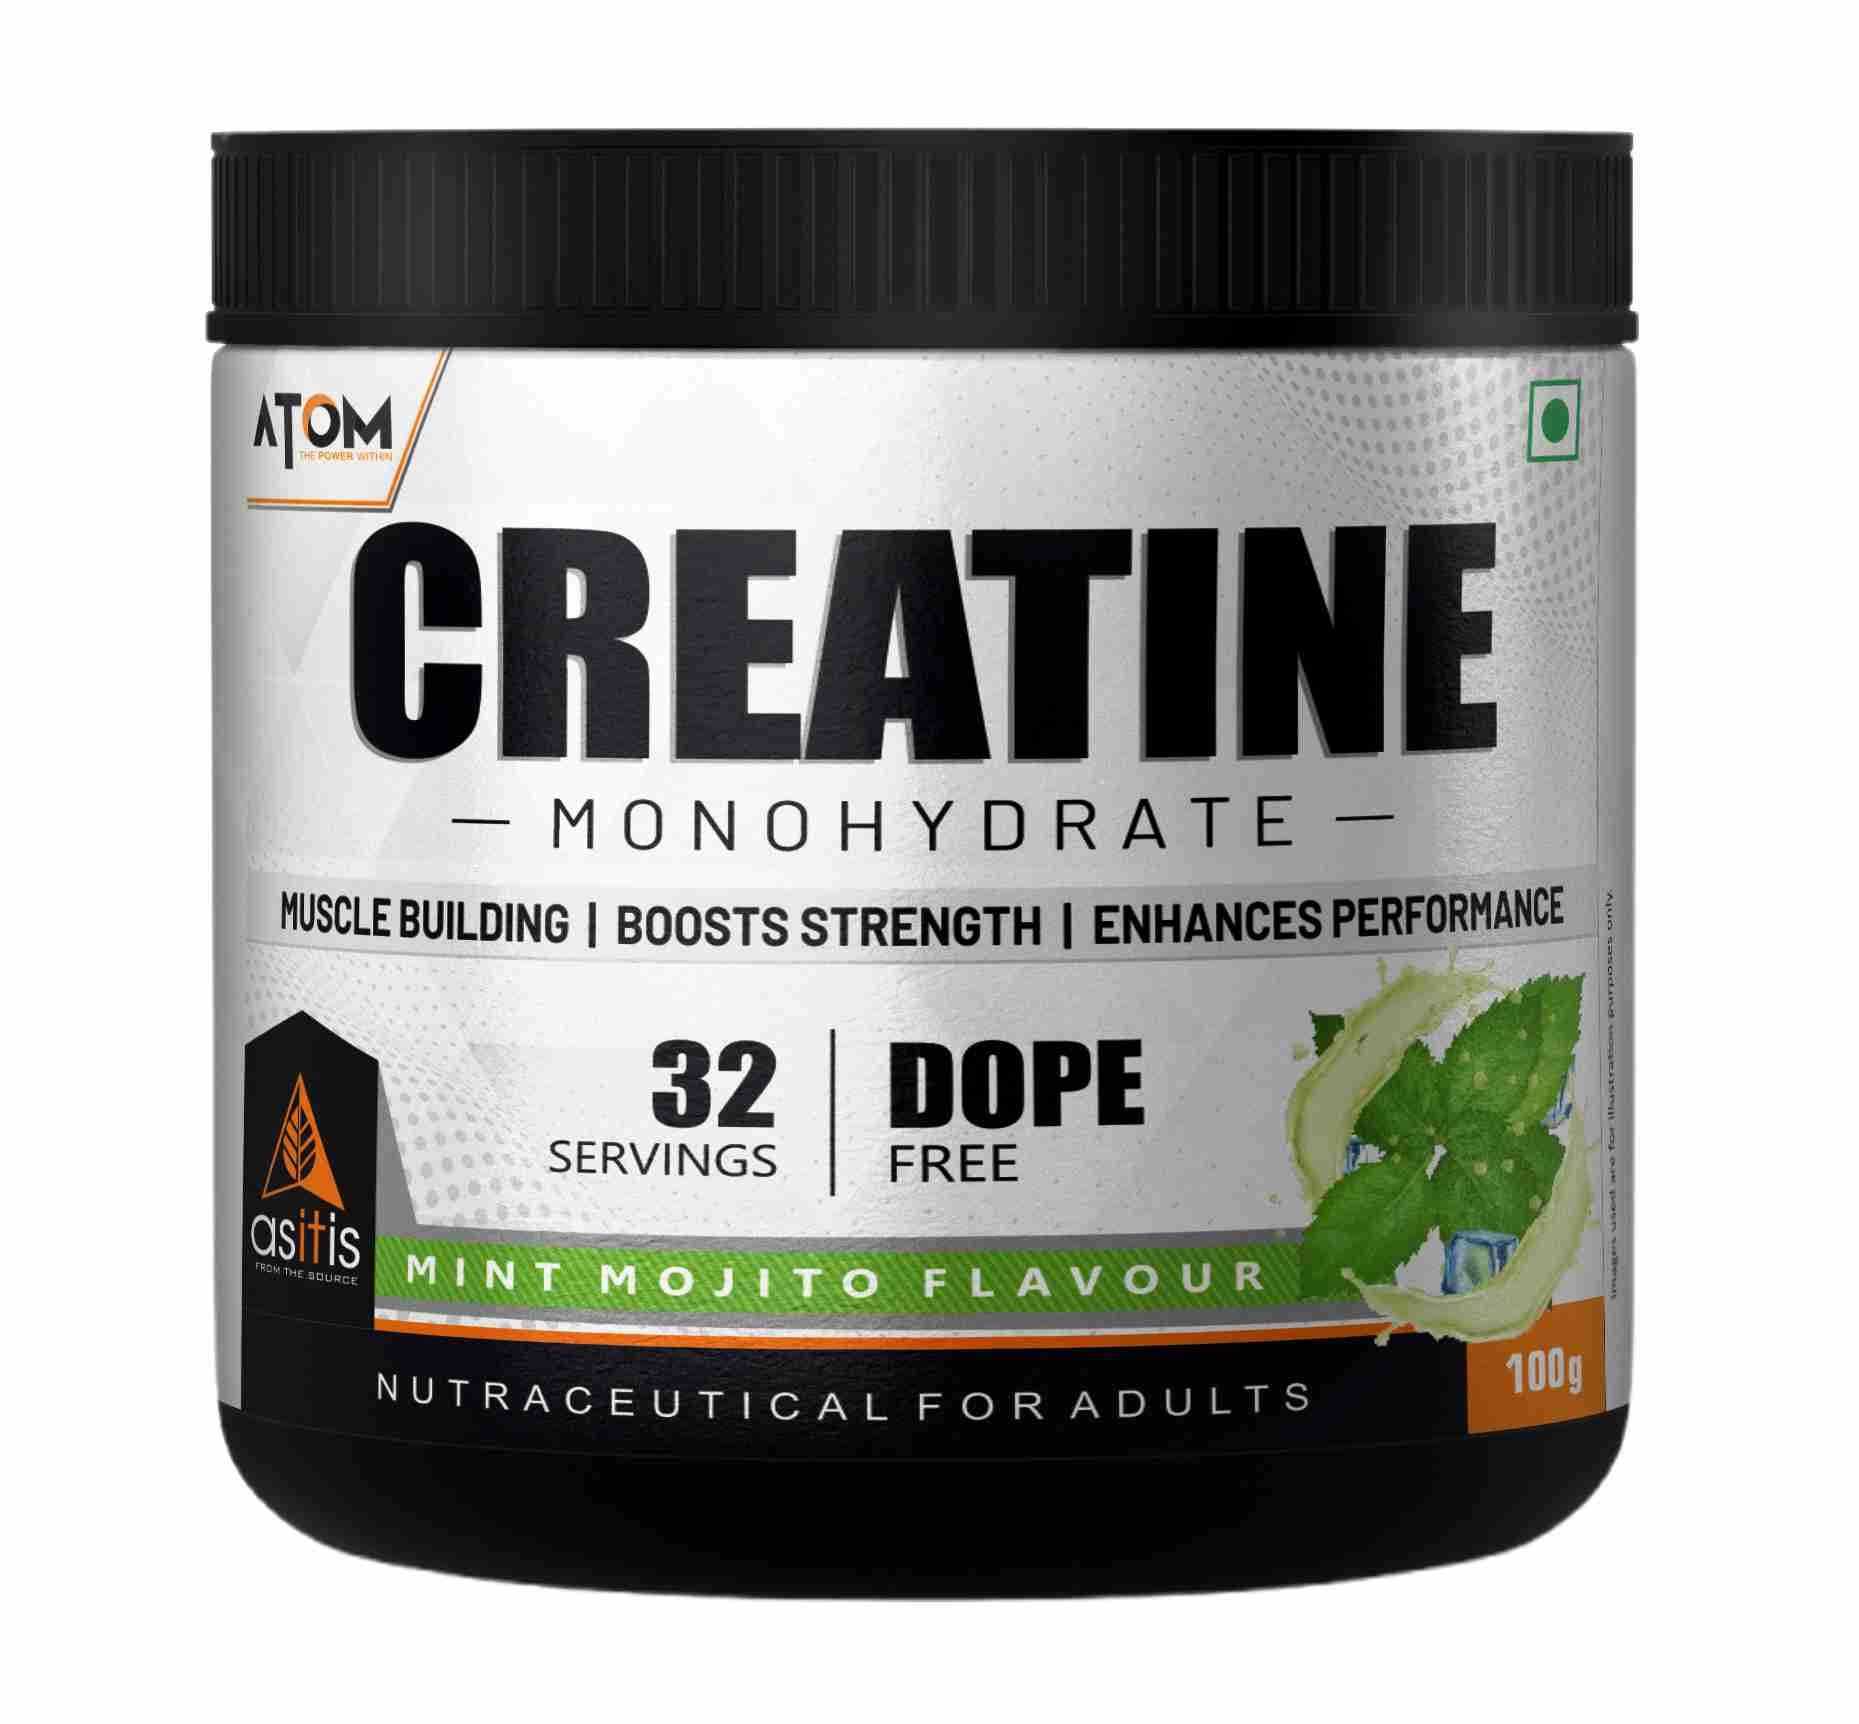 ATOM
THE POWER WITHIN
CREATINE
MONOHYDRATE
MUSCLE BUILDING | BOOSTS STRENGTH | ENHANCES PERFORMANCE
32
SERVINGS
DOPE
FREE
asitis
FROM THE SOURCE
MINT MOJITO FLAVOUR
NUTRACEUTICAL FOR ADULTS
100g
Images used are for illustration purposes only.